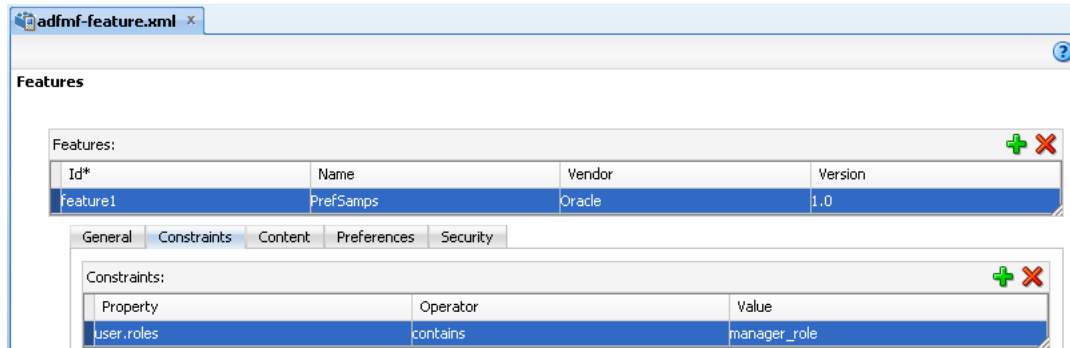 adfmf-feature.xml x
?
Features
Features:
Id* Name Vendor Version
feature1 PrefSamps Oracle 1.0
General Constraints Content Preferences Security
Constraints:
Property Operator Value
user.roles contains manager_role